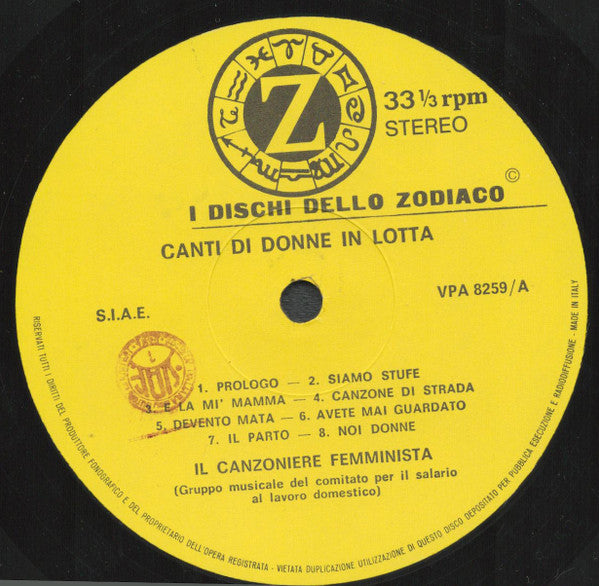 Z
33 1/3 rpm
STEREO
I DISCHI DELLO ZODIACO ©
CANTI DI DONNE IN LOTTA
S.I.A.E.
VPA 8259/A
1. PROLOGO — 2. SIAMO STUFE
3. E LA MI' MAMMA — 4. CANZONE DI STRADA
5. DEVENTO MATA — 6. AVETE MAI GUARDATO
7. IL PARTO — 8. NOI DONNE
IL CANZONIERE FEMMINISTA
(Gruppo musicale del comitato per il salario
al lavoro domestico)
RISERVATI TUTTI I DIRITTI DEL PRODUTTORE FONOGRAFICO E DEL PROPRIETARIO DELL'OPERA REGISTRATA - VIETATA DUPLICAZIONE UTILIZZAZIONE DI QUESTO DISCO DEPOSITATO PER PUBBLICA ESECUZIONE E RADIODIFFUSIONE - MADE IN ITALY